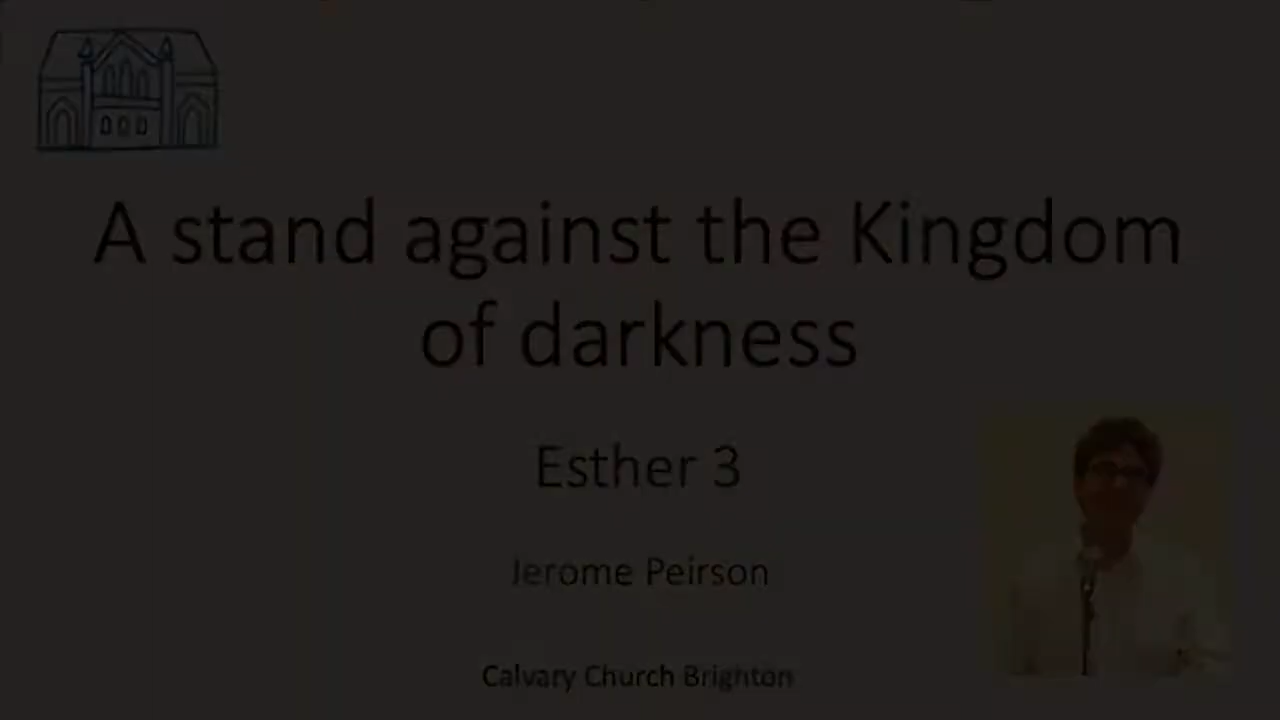 A stand against the Kingdom
of darkness
Esther 3
Jerome Peirson
Calvary Church Brighton